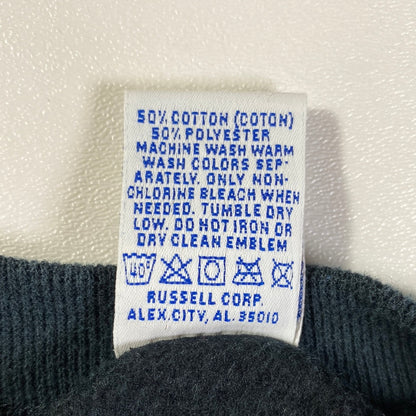 50% COTTON (COTON)
50% POLYESTER
MACHINE WASH WARM
WASH COLORS SEP-
ARATELY. ONLY NON-
CHLORINE BLEACH WHEN
NEEDED. TUMBLE DRY
LOW. DO NOT IRON OR
DRY CLEAN EMBLEM
40°
RUSSELL CORP.
ALEX.CITY, AL. 35010